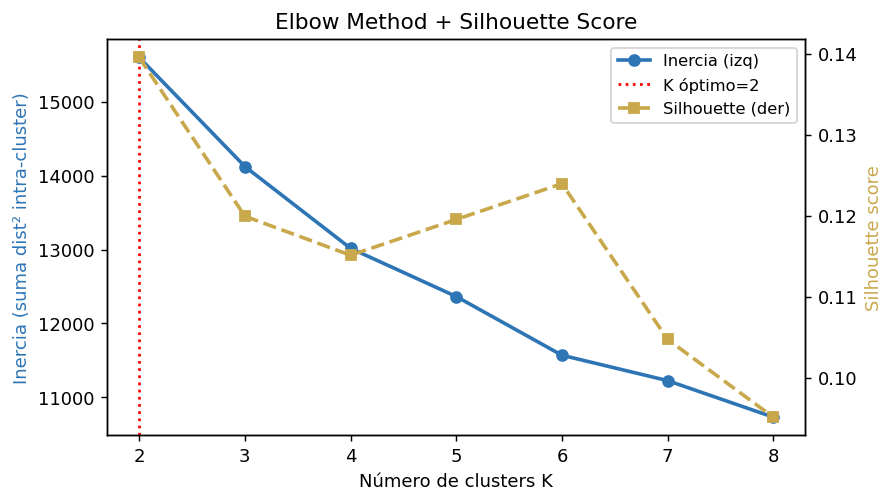 Elbow Method + Silhouette Score
Inercia (suma dist² intra-cluster)
15000
14000
13000
12000
11000
Inercia (izq)
K óptimo=2
Silhouette (der)
0.14
0.13
0.12
0.11
0.10
Silhouette score
2 3 4 5 6 7 8
Número de clusters K